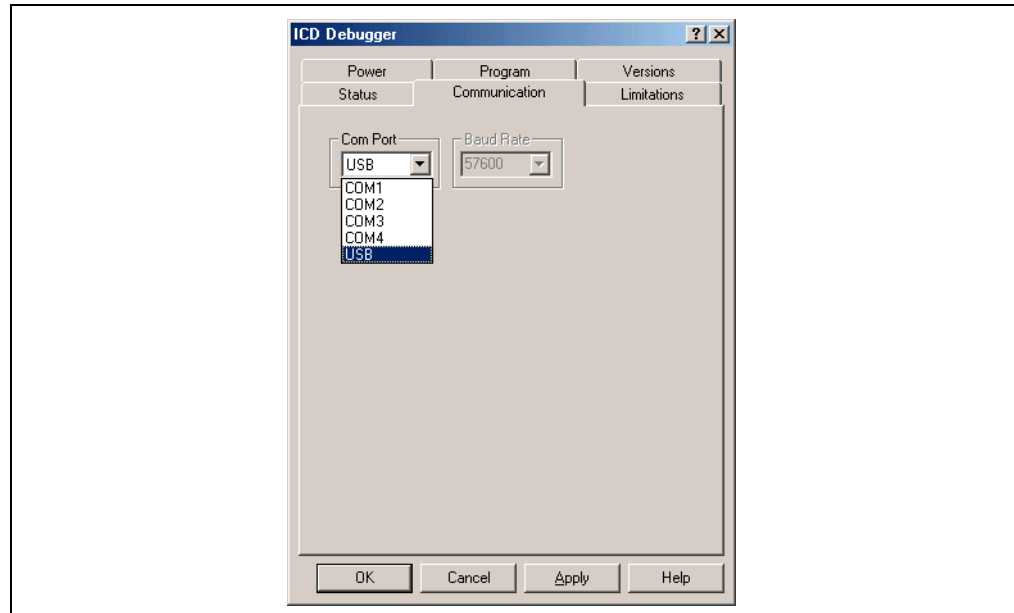 ICD Debugger
Power Program Versions
Status Communication Limitations
Com Port Baud Rate
USB 57600
COM1
COM2
COM3
COM4
USB
OK Cancel Apply Help